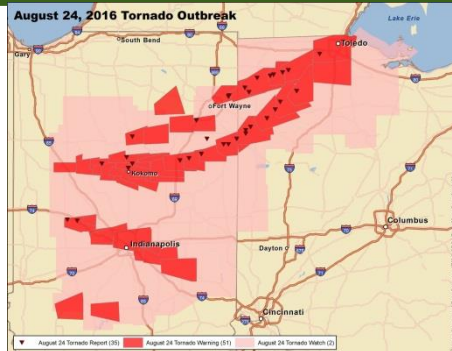 August 24, 2016 Tornado Outbreak
Lake Erie
South Bend
Toledo
Gary
Fort Wayne
Kokomo
Indianapolis
Columbus
Dayton
Cincinnati
August 24 Tornado Report (35) August 24 Tornado Warning (51) August 24 Tornado Watch (2)